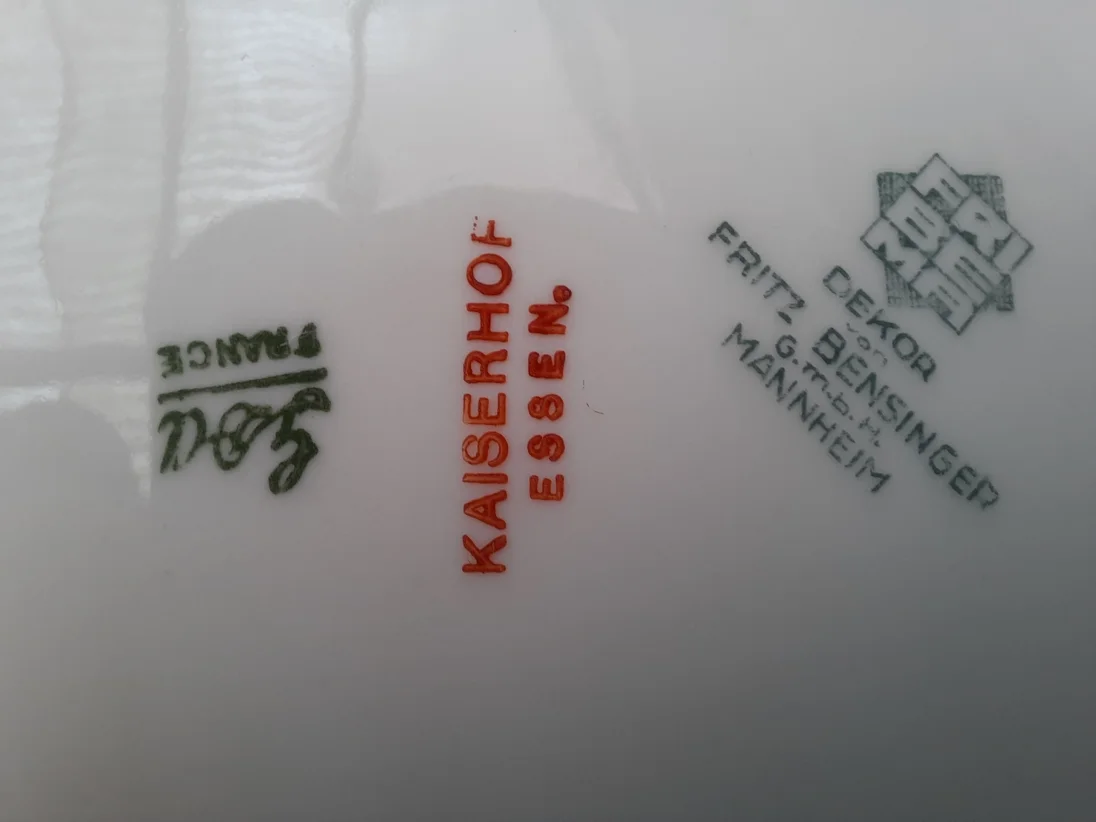 FRANCE
KAISERHOF
ESSEN.
DEKOR
von
FRITZ BENSINGER
G.m.b.H.
MANNHEIM